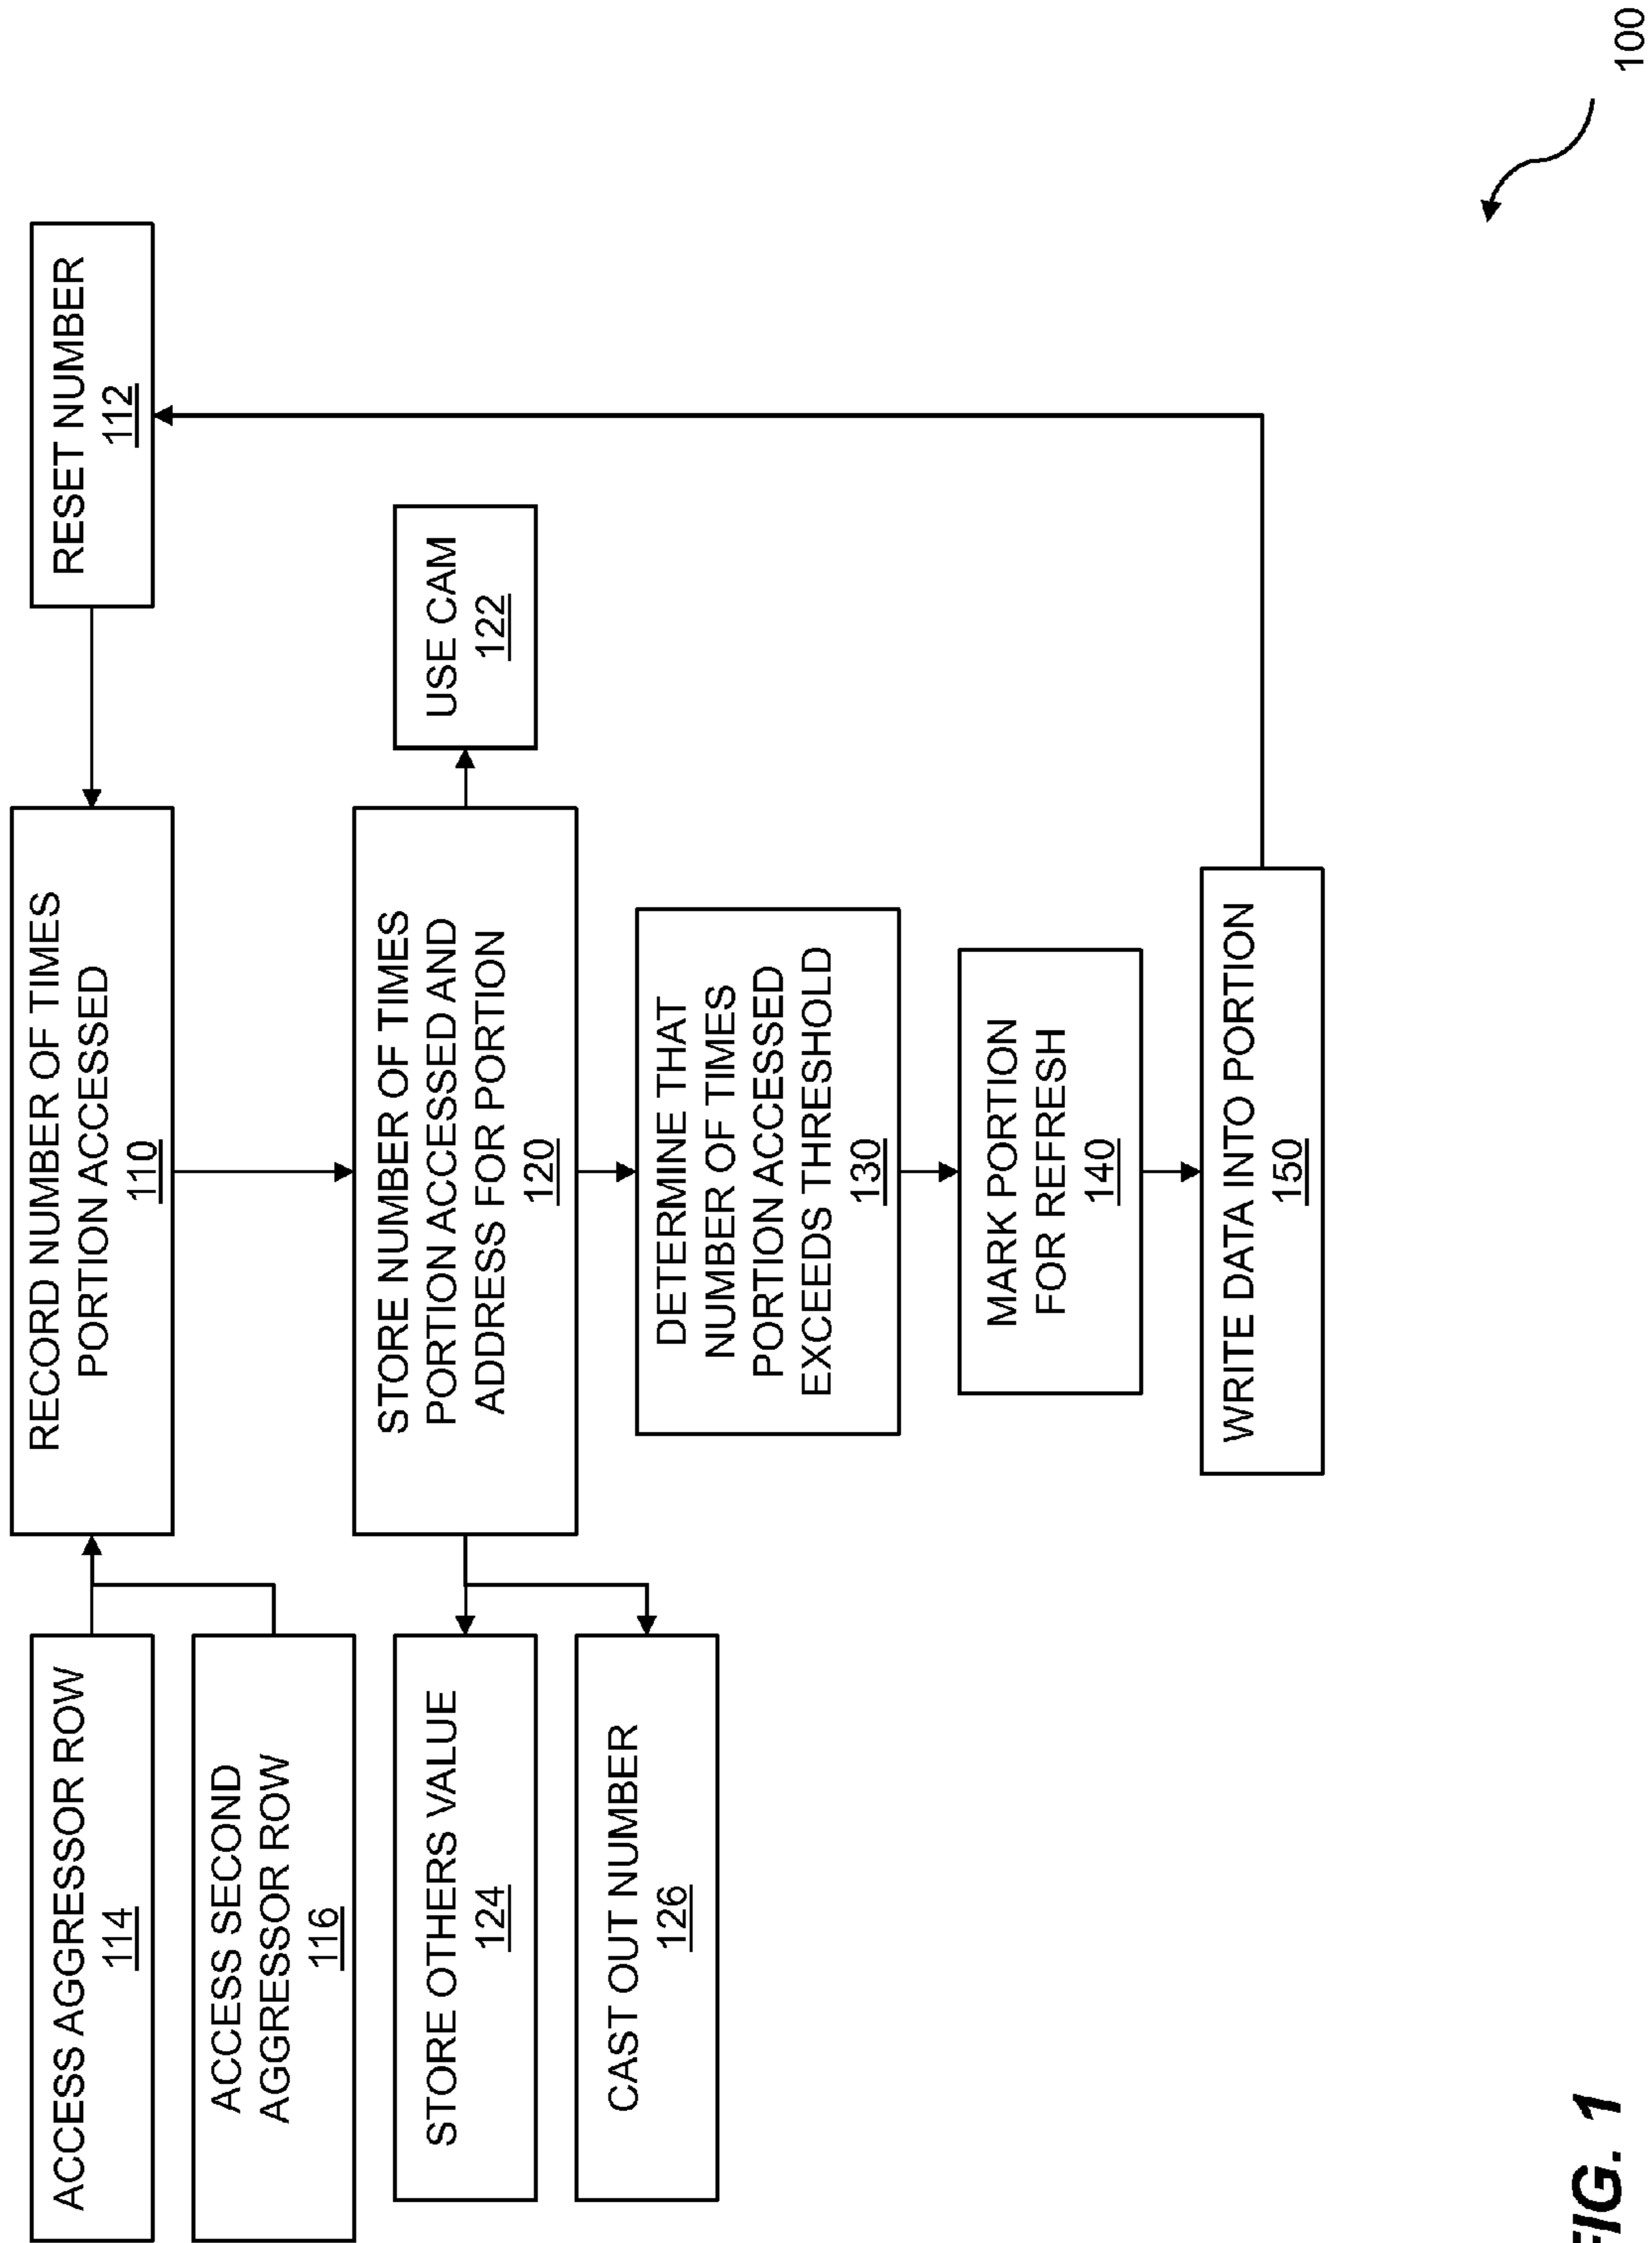 ACCESS AGGRESSOR ROW
114
ACCESS SECOND
AGGRESSOR ROW
116
RECORD NUMBER OF TIMES
PORTION ACCESSED
110
RESET NUMBER
112
STORE OTHERS VALUE
124
CAST OUT NUMBER
126
STORE NUMBER OF TIMES
PORTION ACCESSED AND
ADDRESS FOR PORTION
120
USE CAM
122
DETERMINE THAT
NUMBER OF TIMES
PORTION ACCESSED
EXCEEDS THRESHOLD
130
MARK PORTION
FOR REFRESH
140
WRITE DATA INTO PORTION
150
100
FIG. 1